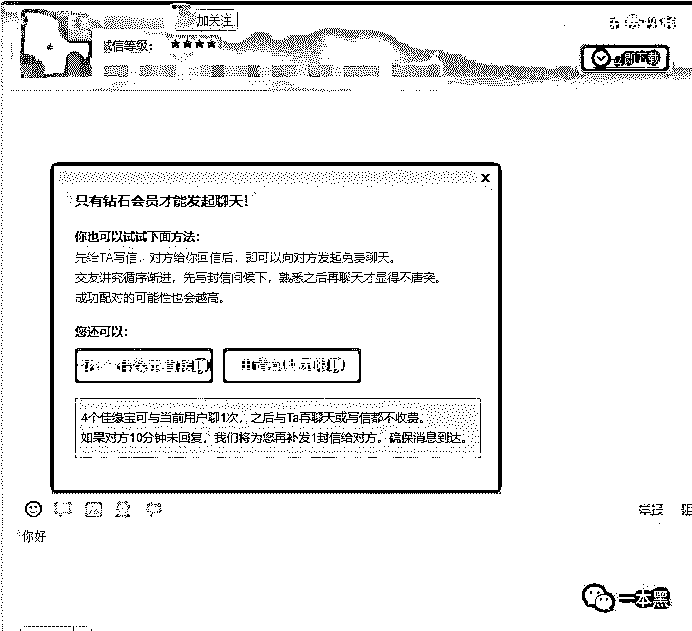 加关注
诚信等级：
立即下载
只有钻石会员才能发起聊天！
你也可以试试下面方法：
先给TA写信，对方给你回信后，即可以向对方发起免费聊天。
交友讲究循序渐进，先写封信问候下，熟悉之后再聊天才显得不唐突。
成功配对的可能性也会越高。
您还可以：
4个佳缘宝可与当前用户聊1次，之后与Ta再聊天或写信都不收费。
如果对方10分钟未回复，我们将为您再补发1封信给对方。确保消息到达。
举报
你好
一本黑